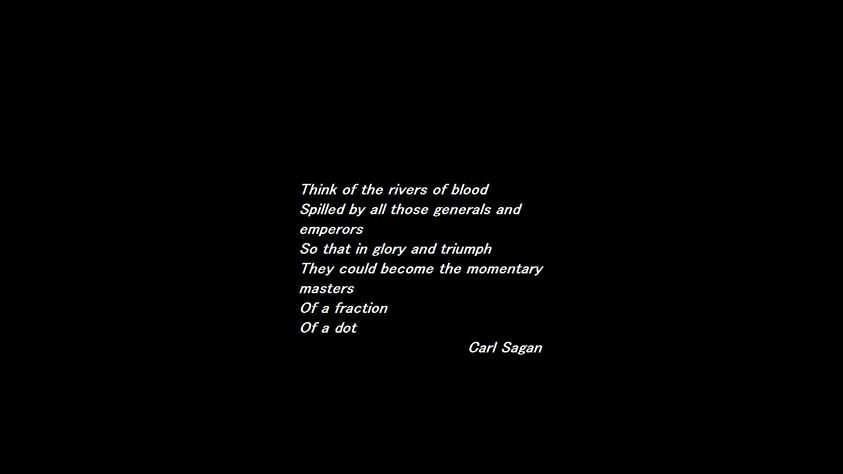 Think of the rivers of blood
Spilled by all those generals and
emperors
So that in glory and triumph
They could become the momentary
masters
Of a fraction
Of a dot
Carl Sagan